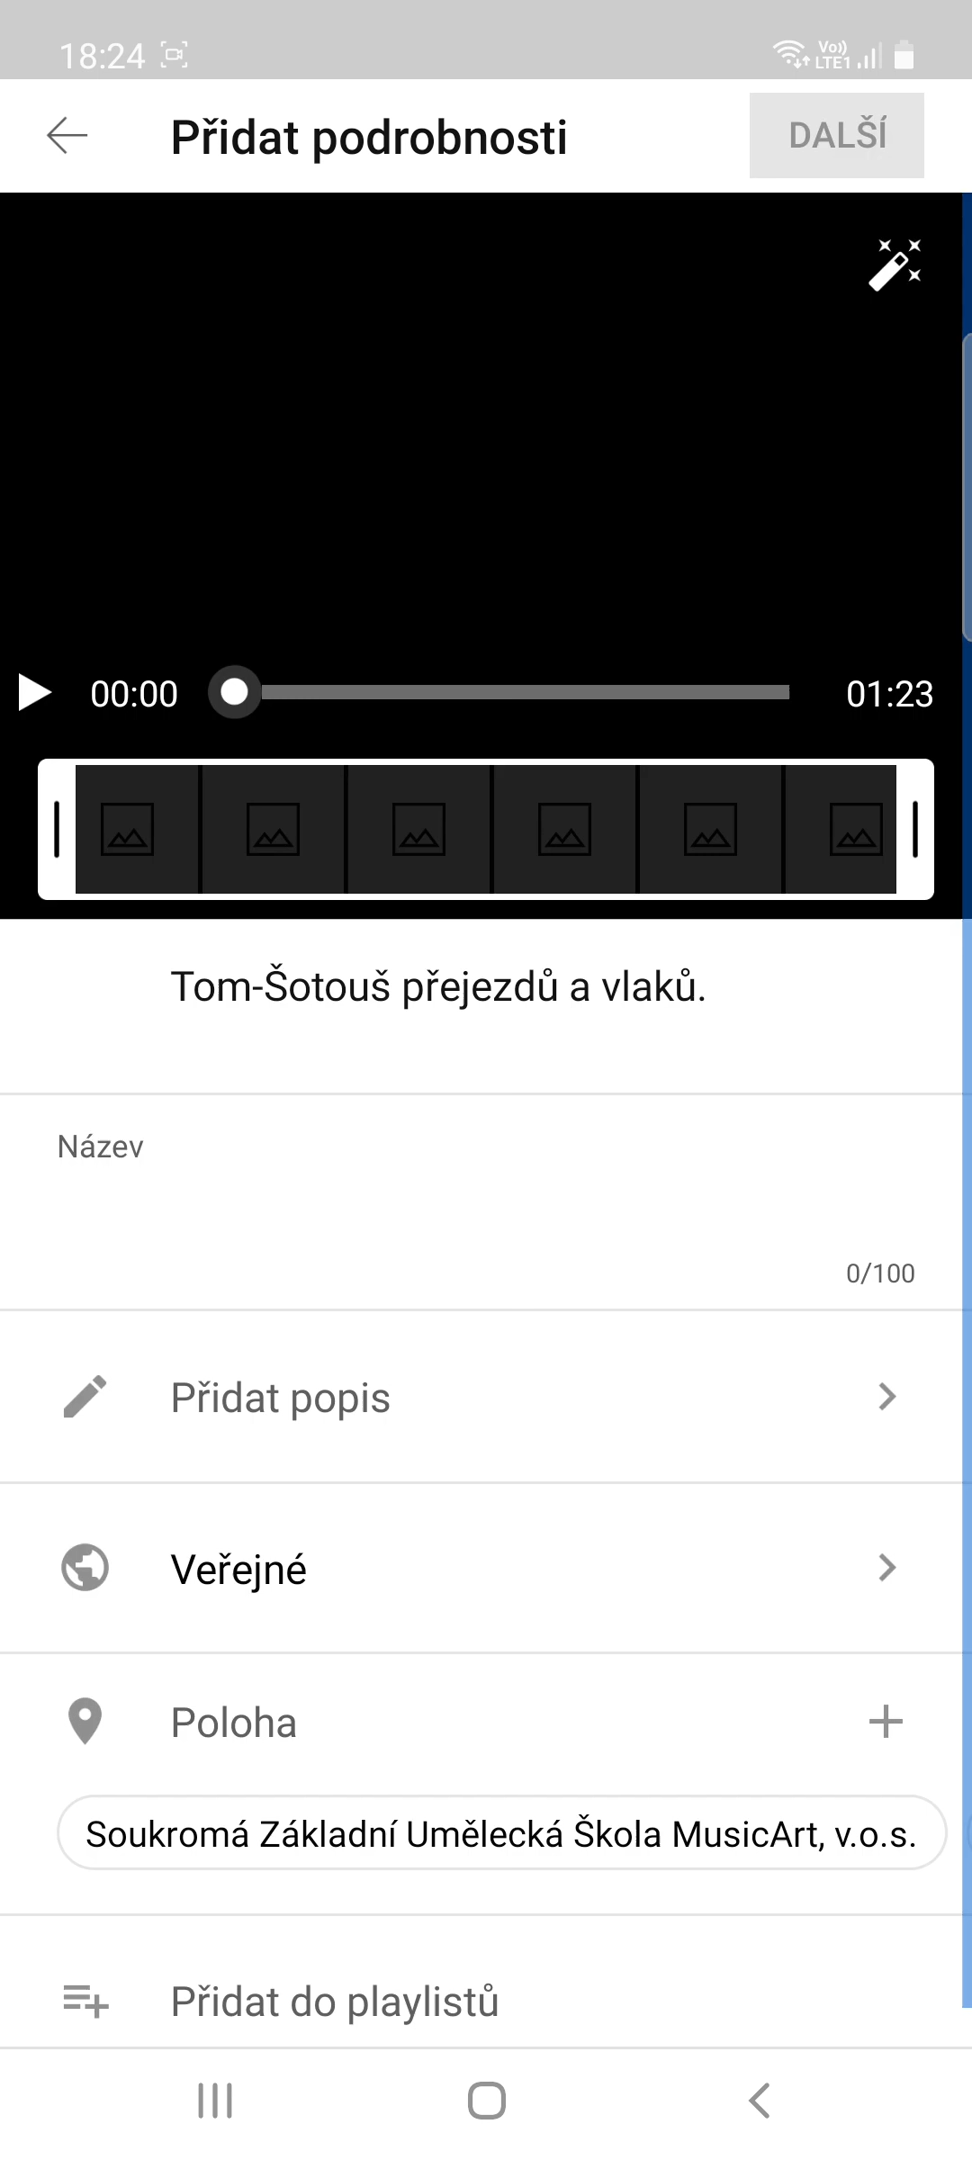 18:24 Vo)) LTE1
Přidat podrobnosti DALŠÍ
00:00 01:23
Tom-Šotouš přejezdů a vlaků.
Název
0/100
Přidat popis
Veřejné
Poloha
Soukromá Základní Umělecká Škola MusicArt, v.o.s.
Přidat do playlistů